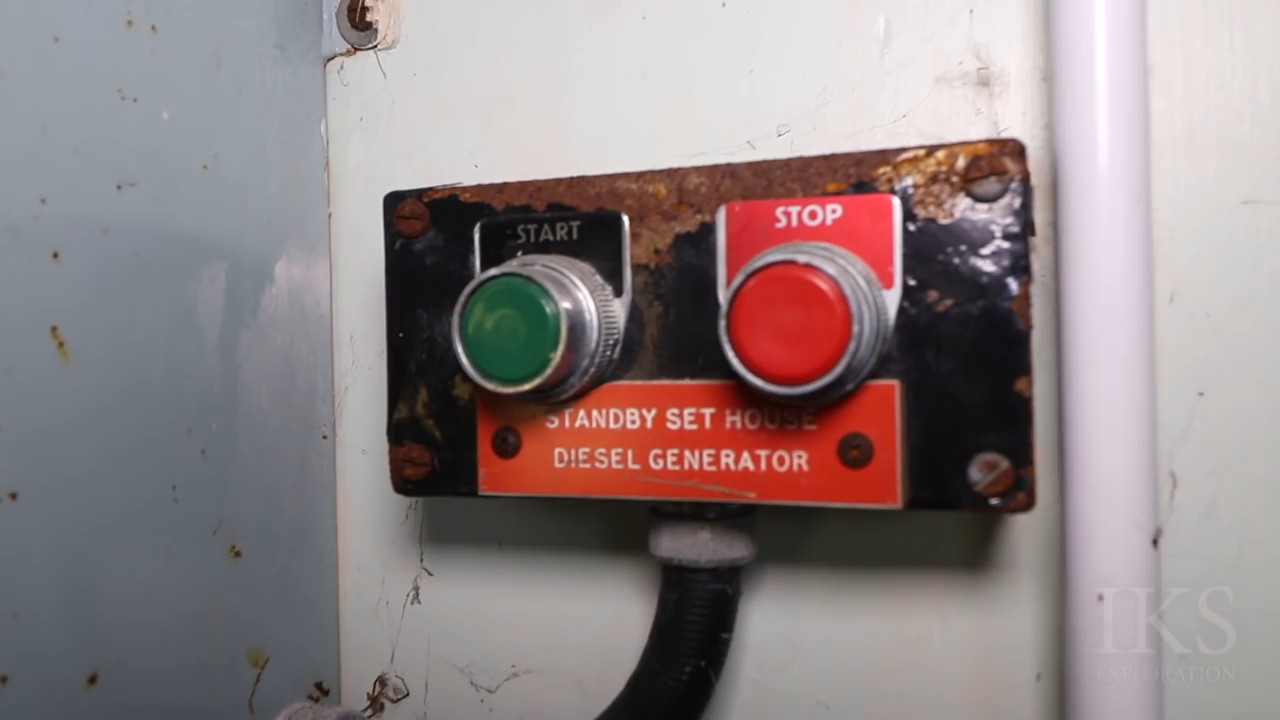 START
STOP
STANDBY SET HOUSE
DIESEL GENERATOR
IKS
EXPLORATION